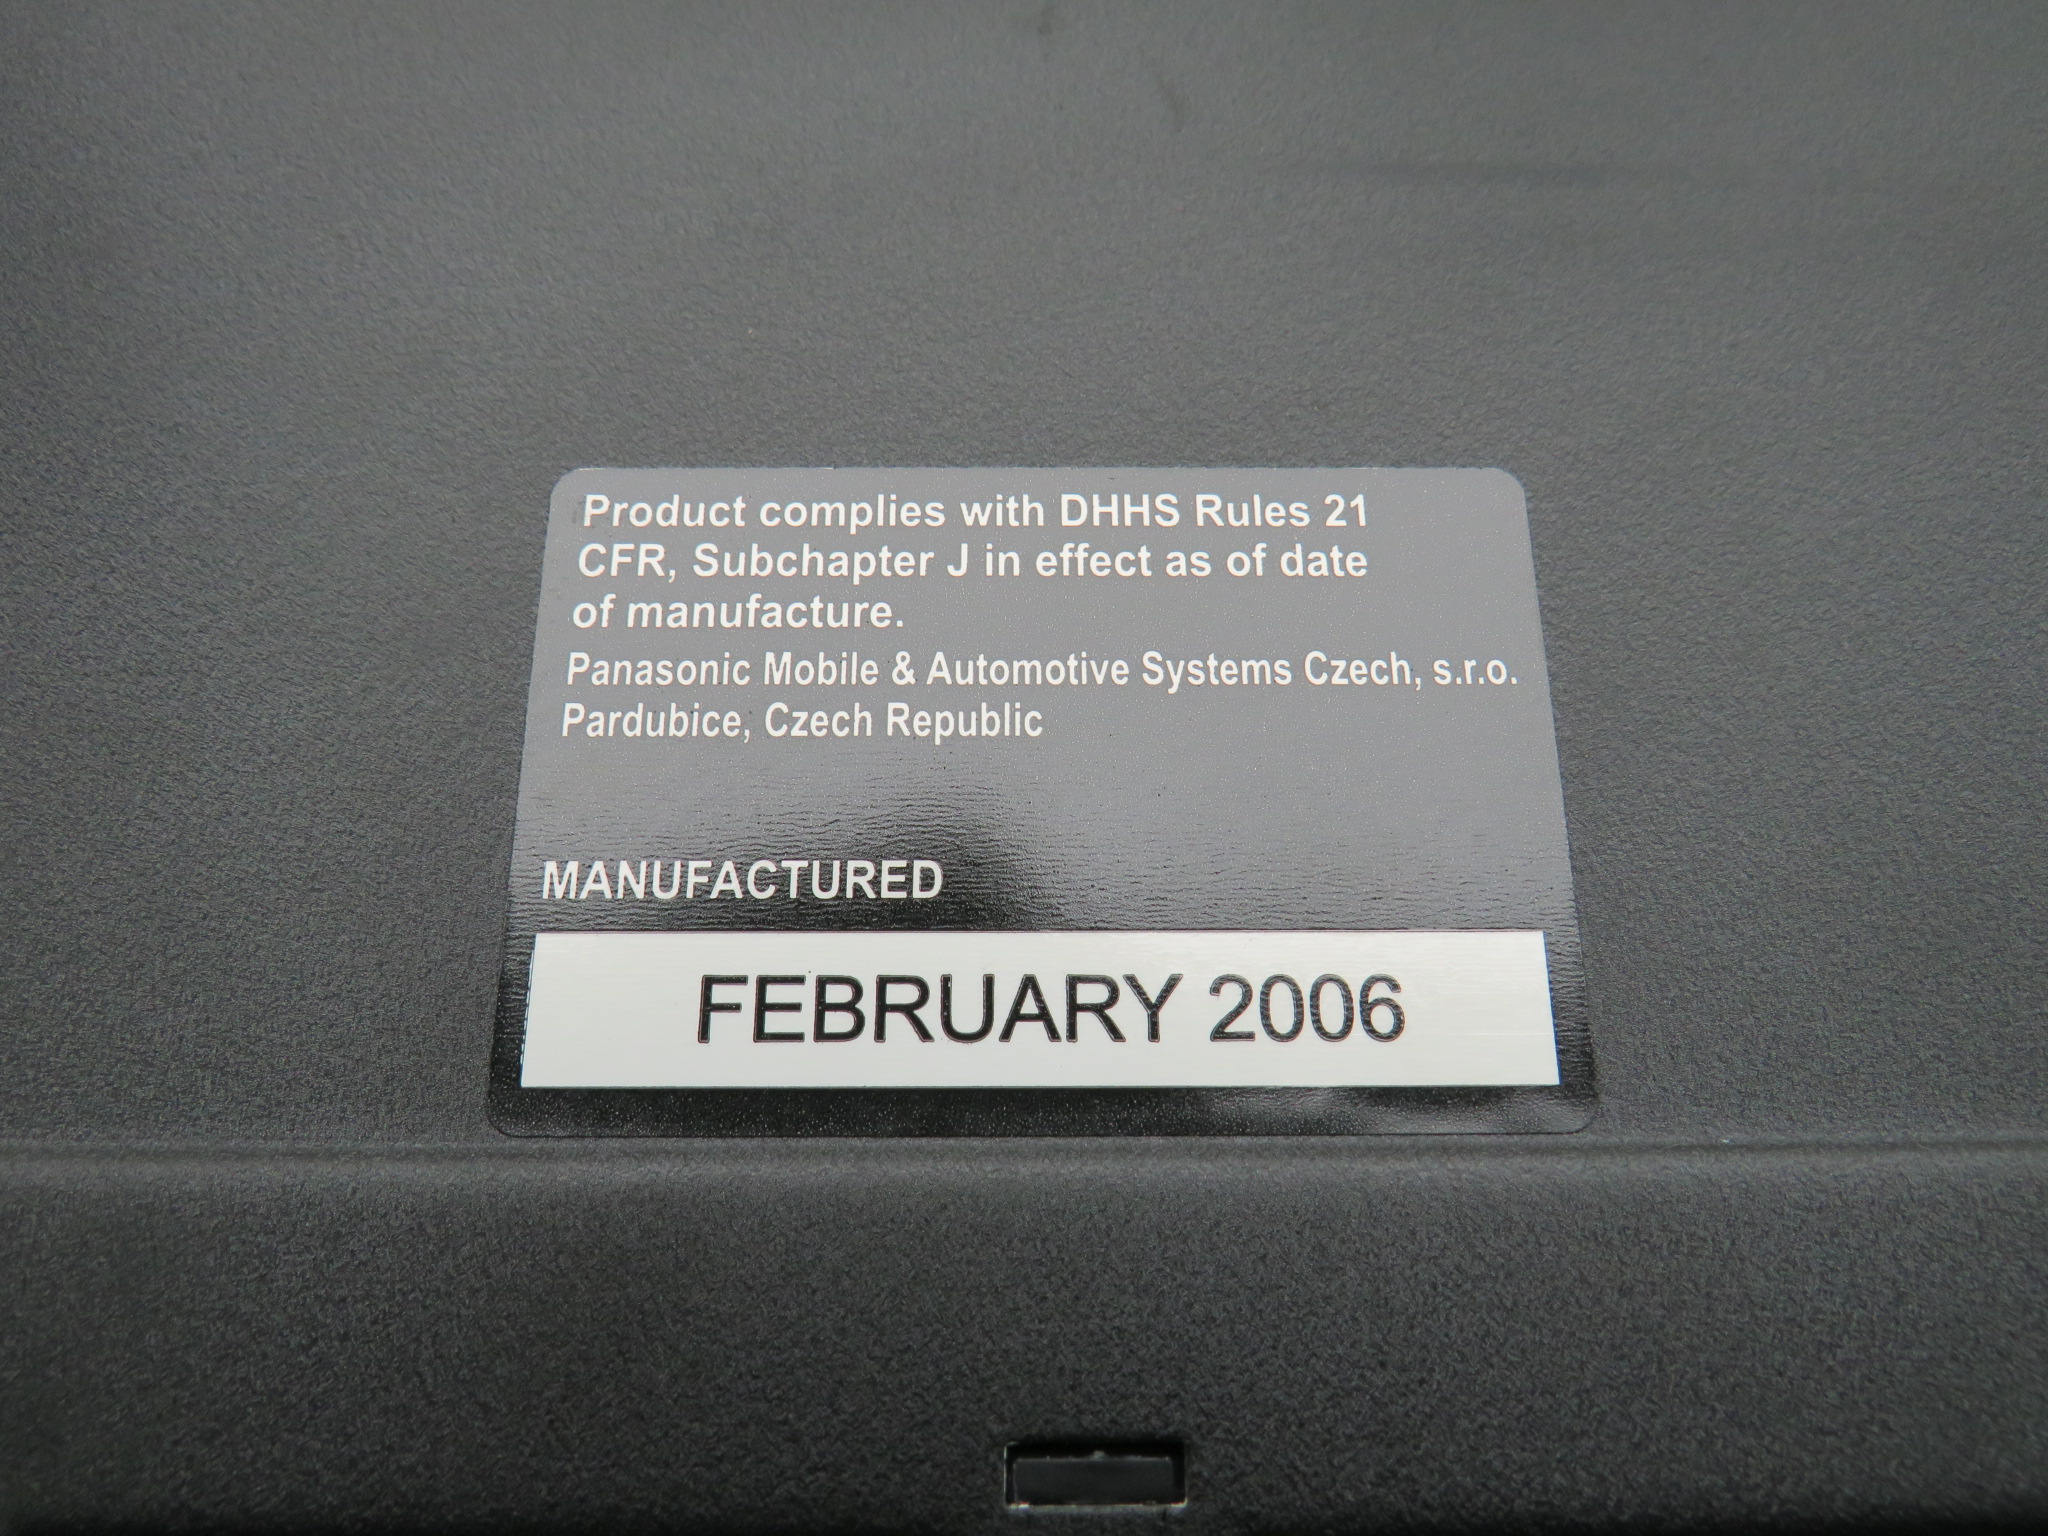 Product complies with DHHS Rules 21
CFR, Subchapter J in effect as of date
of manufacture.
Panasonic Mobile & Automotive Systems Czech, s.r.o.
Pardubice, Czech Republic
MANUFACTURED
FEBRUARY 2006